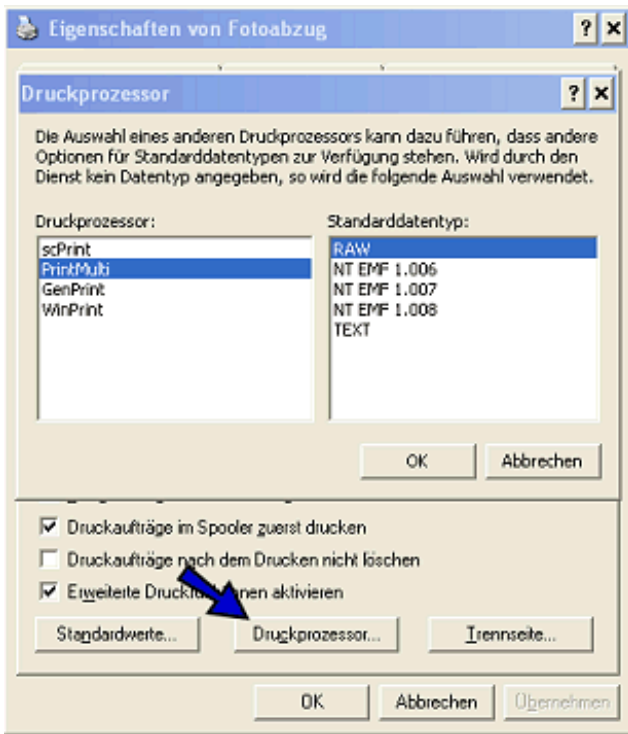 Eigenschaften von Fotoabzug
Druckprozessor
Die Auswahl eines anderen Druckprozessors kann dazu führen, dass andere
Optionen für Standarddatentypen zur Verfügung stehen. Wird durch den
Dienst kein Datentyp angegeben, so wird die folgende Auswahl verwendet.
Druckprozessor:
scPrint
PrintMulti
GenPrint
WinPrint
Standarddatentyp:
RAW
NT EMF 1.006
NT EMF 1.007
NT EMF 1.008
TEXT
OK Abbrechen
Druckaufträge im Spooler zuerst drucken
Druckaufträge nach dem Drucken nicht löschen
Erweiterte aktivieren
Standardwerte... Druckprozessor... Trennseite...
OK Abbrechen Übernehmen